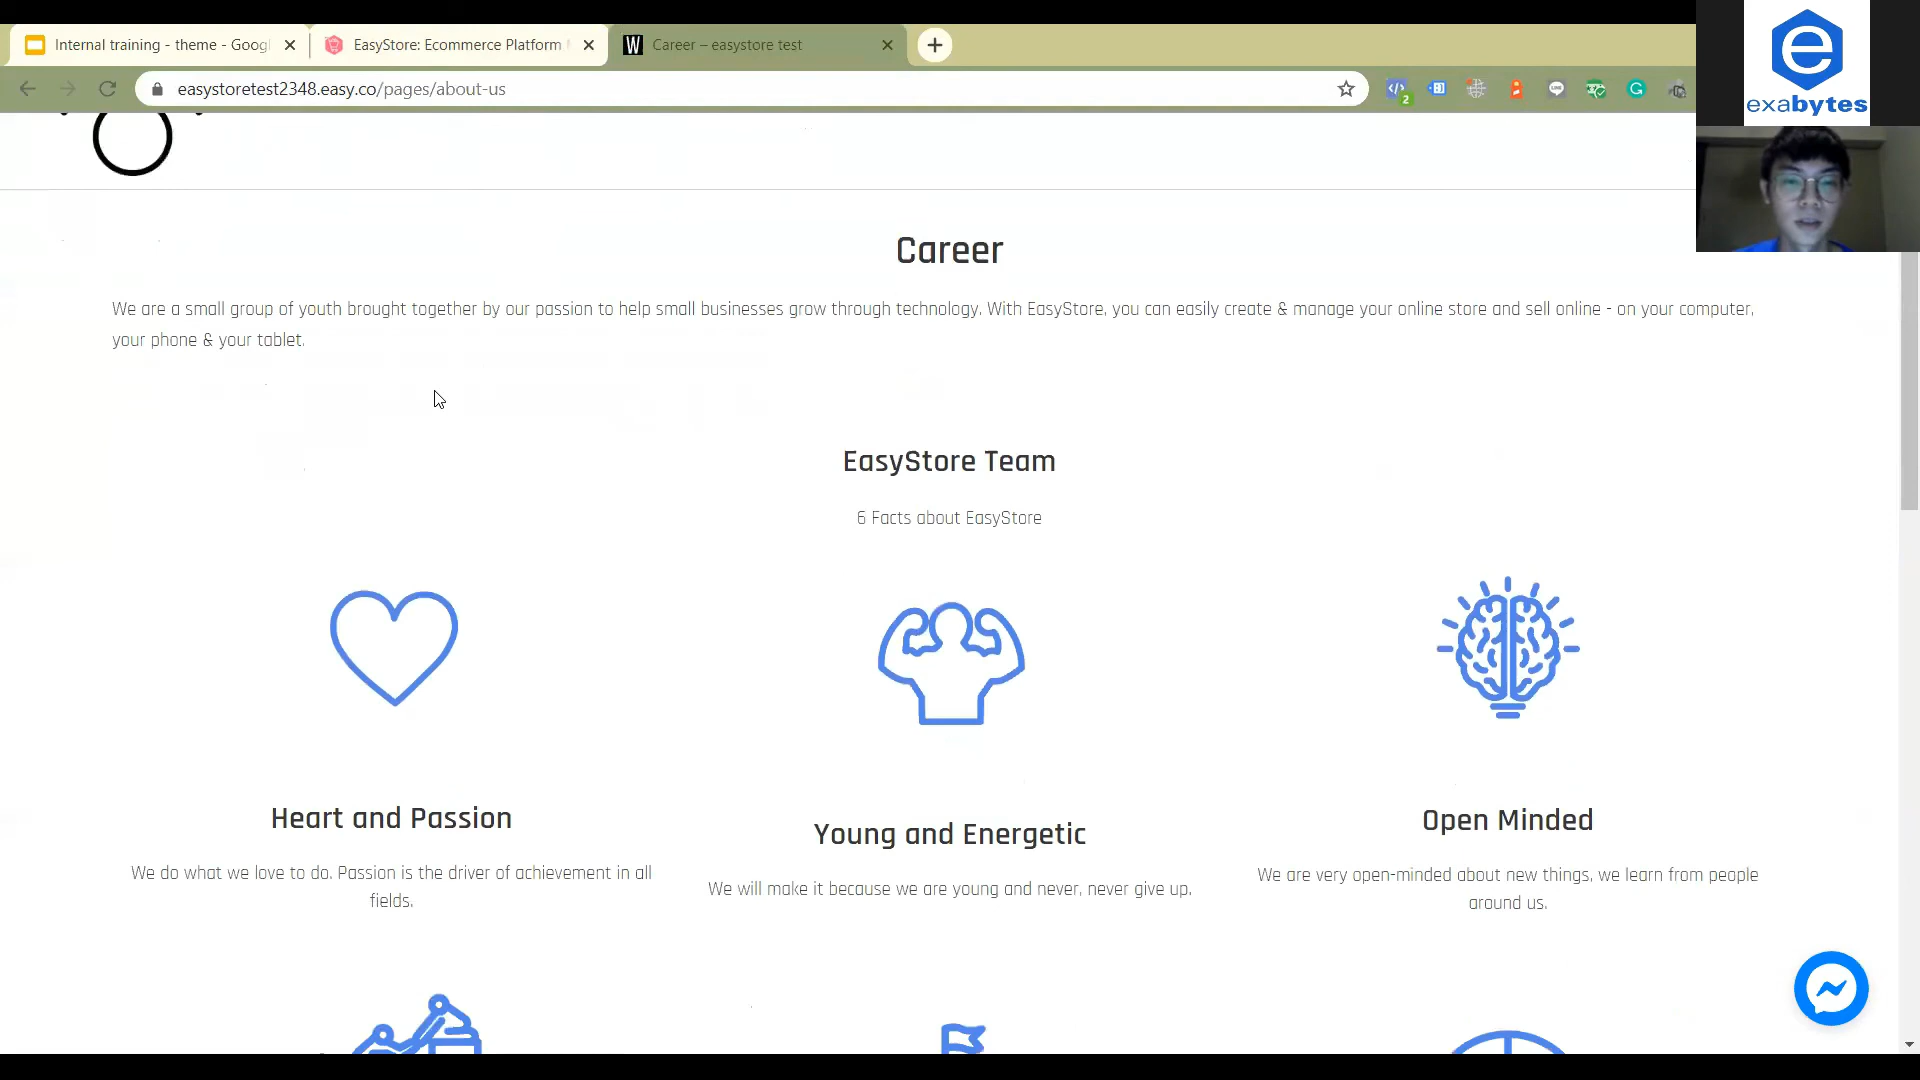 Internal training - theme - Goog
EasyStore: Ecommerce Platform
W
Career – easystore test
easystoretest2348.easy.co/pages/about-us
2
G
e
exabytes
Career
We are a small group of youth brought together by our passion to help small businesses grow through technology. With EasyStore, you can easily create & manage your online store and sell online - on your computer,
your phone & your tablet.
EasyStore Team
6 Facts about EasyStore
Heart and Passion
We do what we love to do. Passion is the driver of achievement in all
fields.
Young and Energetic
We will make it because we are young and never, never give up.
Open Minded
We are very open-minded about new things, we learn from people
around us.